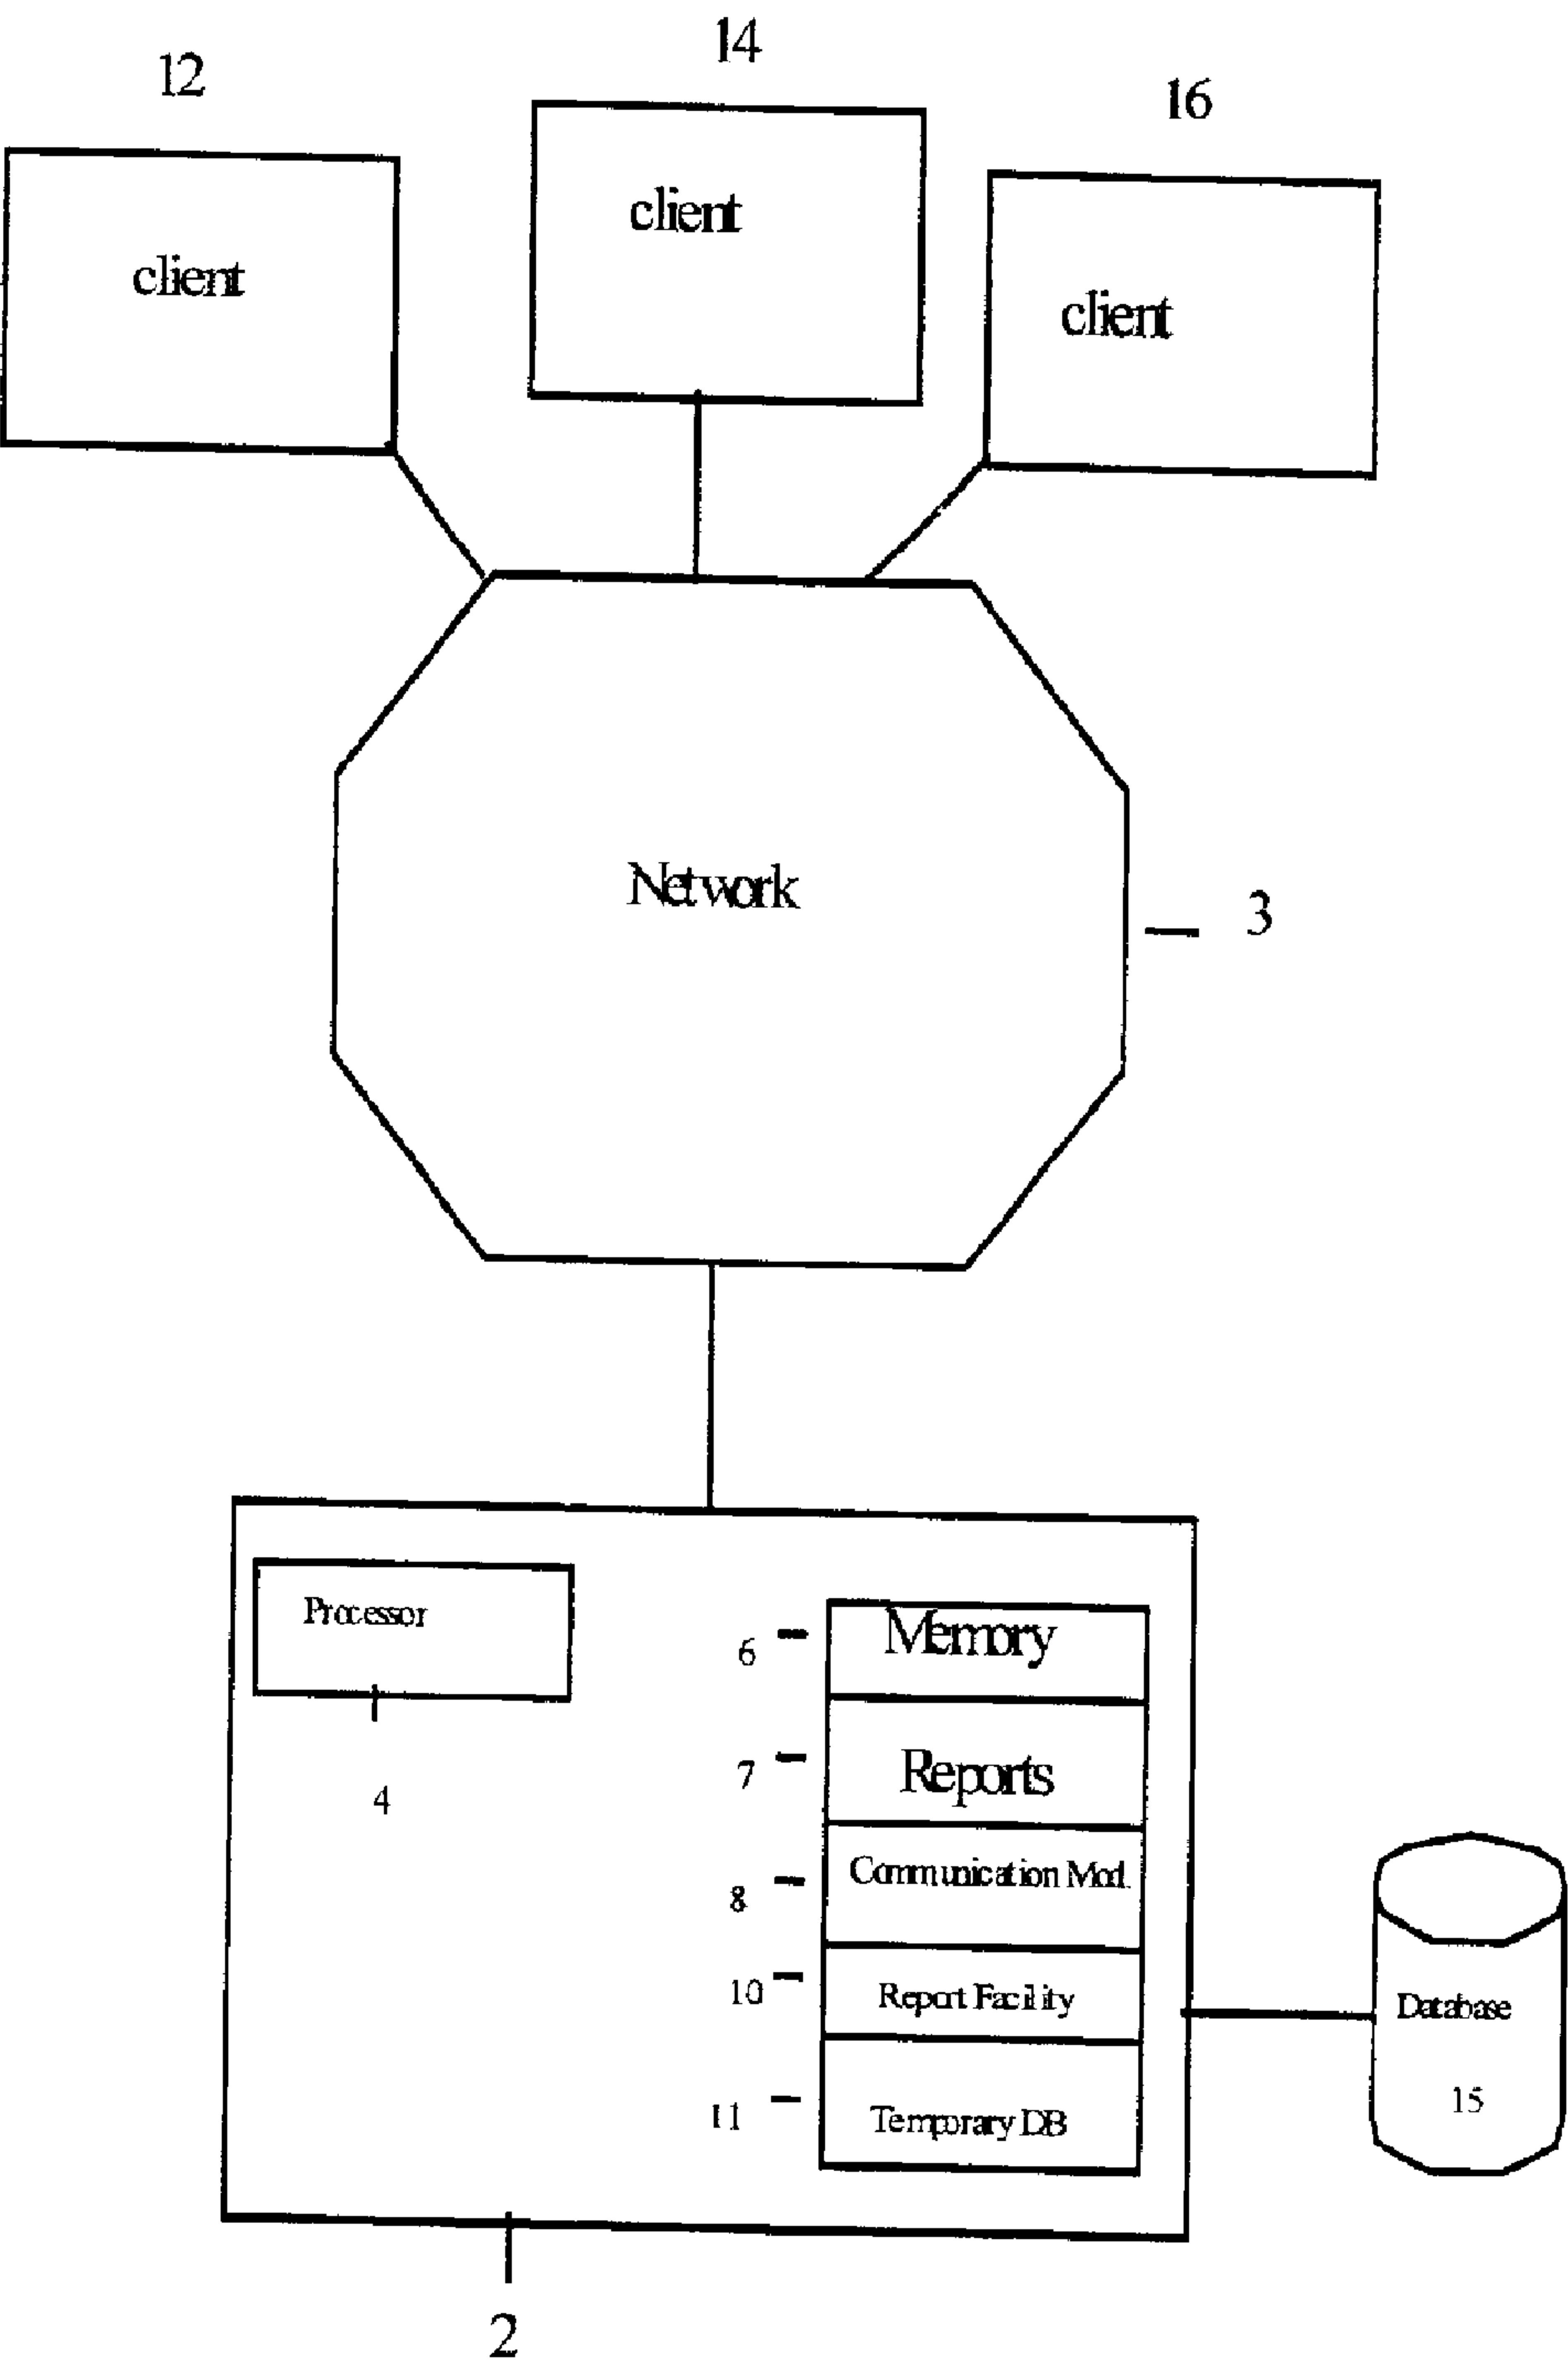 14
12
16
client
client
client
Network
3
Processor
4
6
Memory
7
Reports
8
Communication Mod.
10
Report Facility
11
Temporary DB
Database
15
2